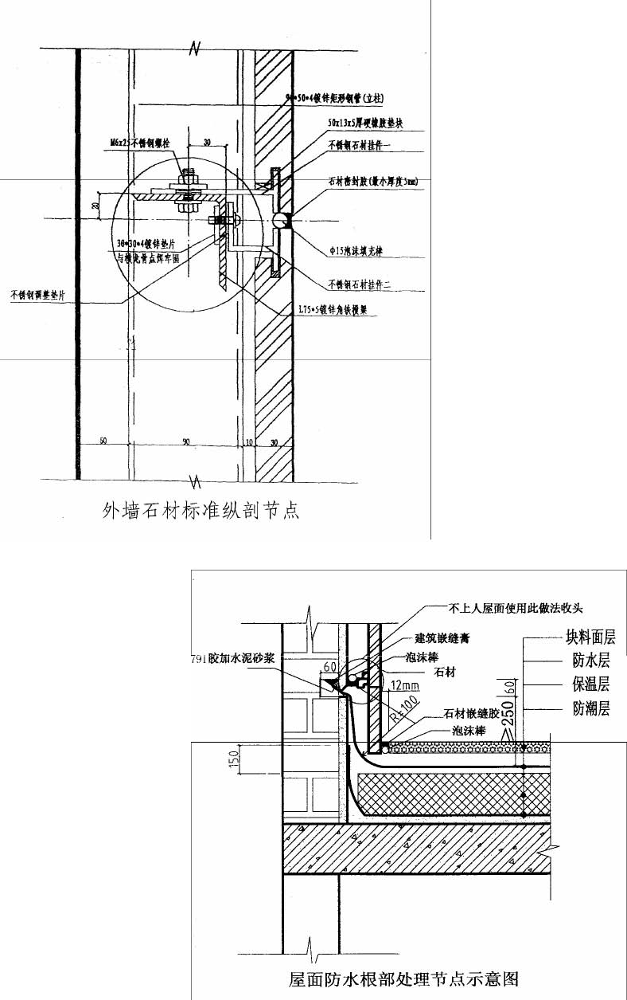 90*50*4镀锌矩形钢管(立柱)
50x13x5厚硬橡胶垫块
M6x25不锈钢螺栓
30
不锈钢石材挂件一
石材密封胶(最小厚度5mm)
20
30*30*4镀锌垫片
与横龙骨点焊牢固
Φ15泡沫填充棒
不锈钢石材挂件二
不锈钢调整垫片
L75*5镀锌角铁横梁
90
10
30
外墙石材标准纵剖节点
不上人屋面使用此做法收头
建筑嵌缝膏
块料面层
791胶加水泥砂浆
60
泡沫棒
防水层
石材
12mm
保温层
60
R=100
石材嵌缝胶
≥250
防潮层
泡沫棒
150
屋面防水根部处理节点示意图